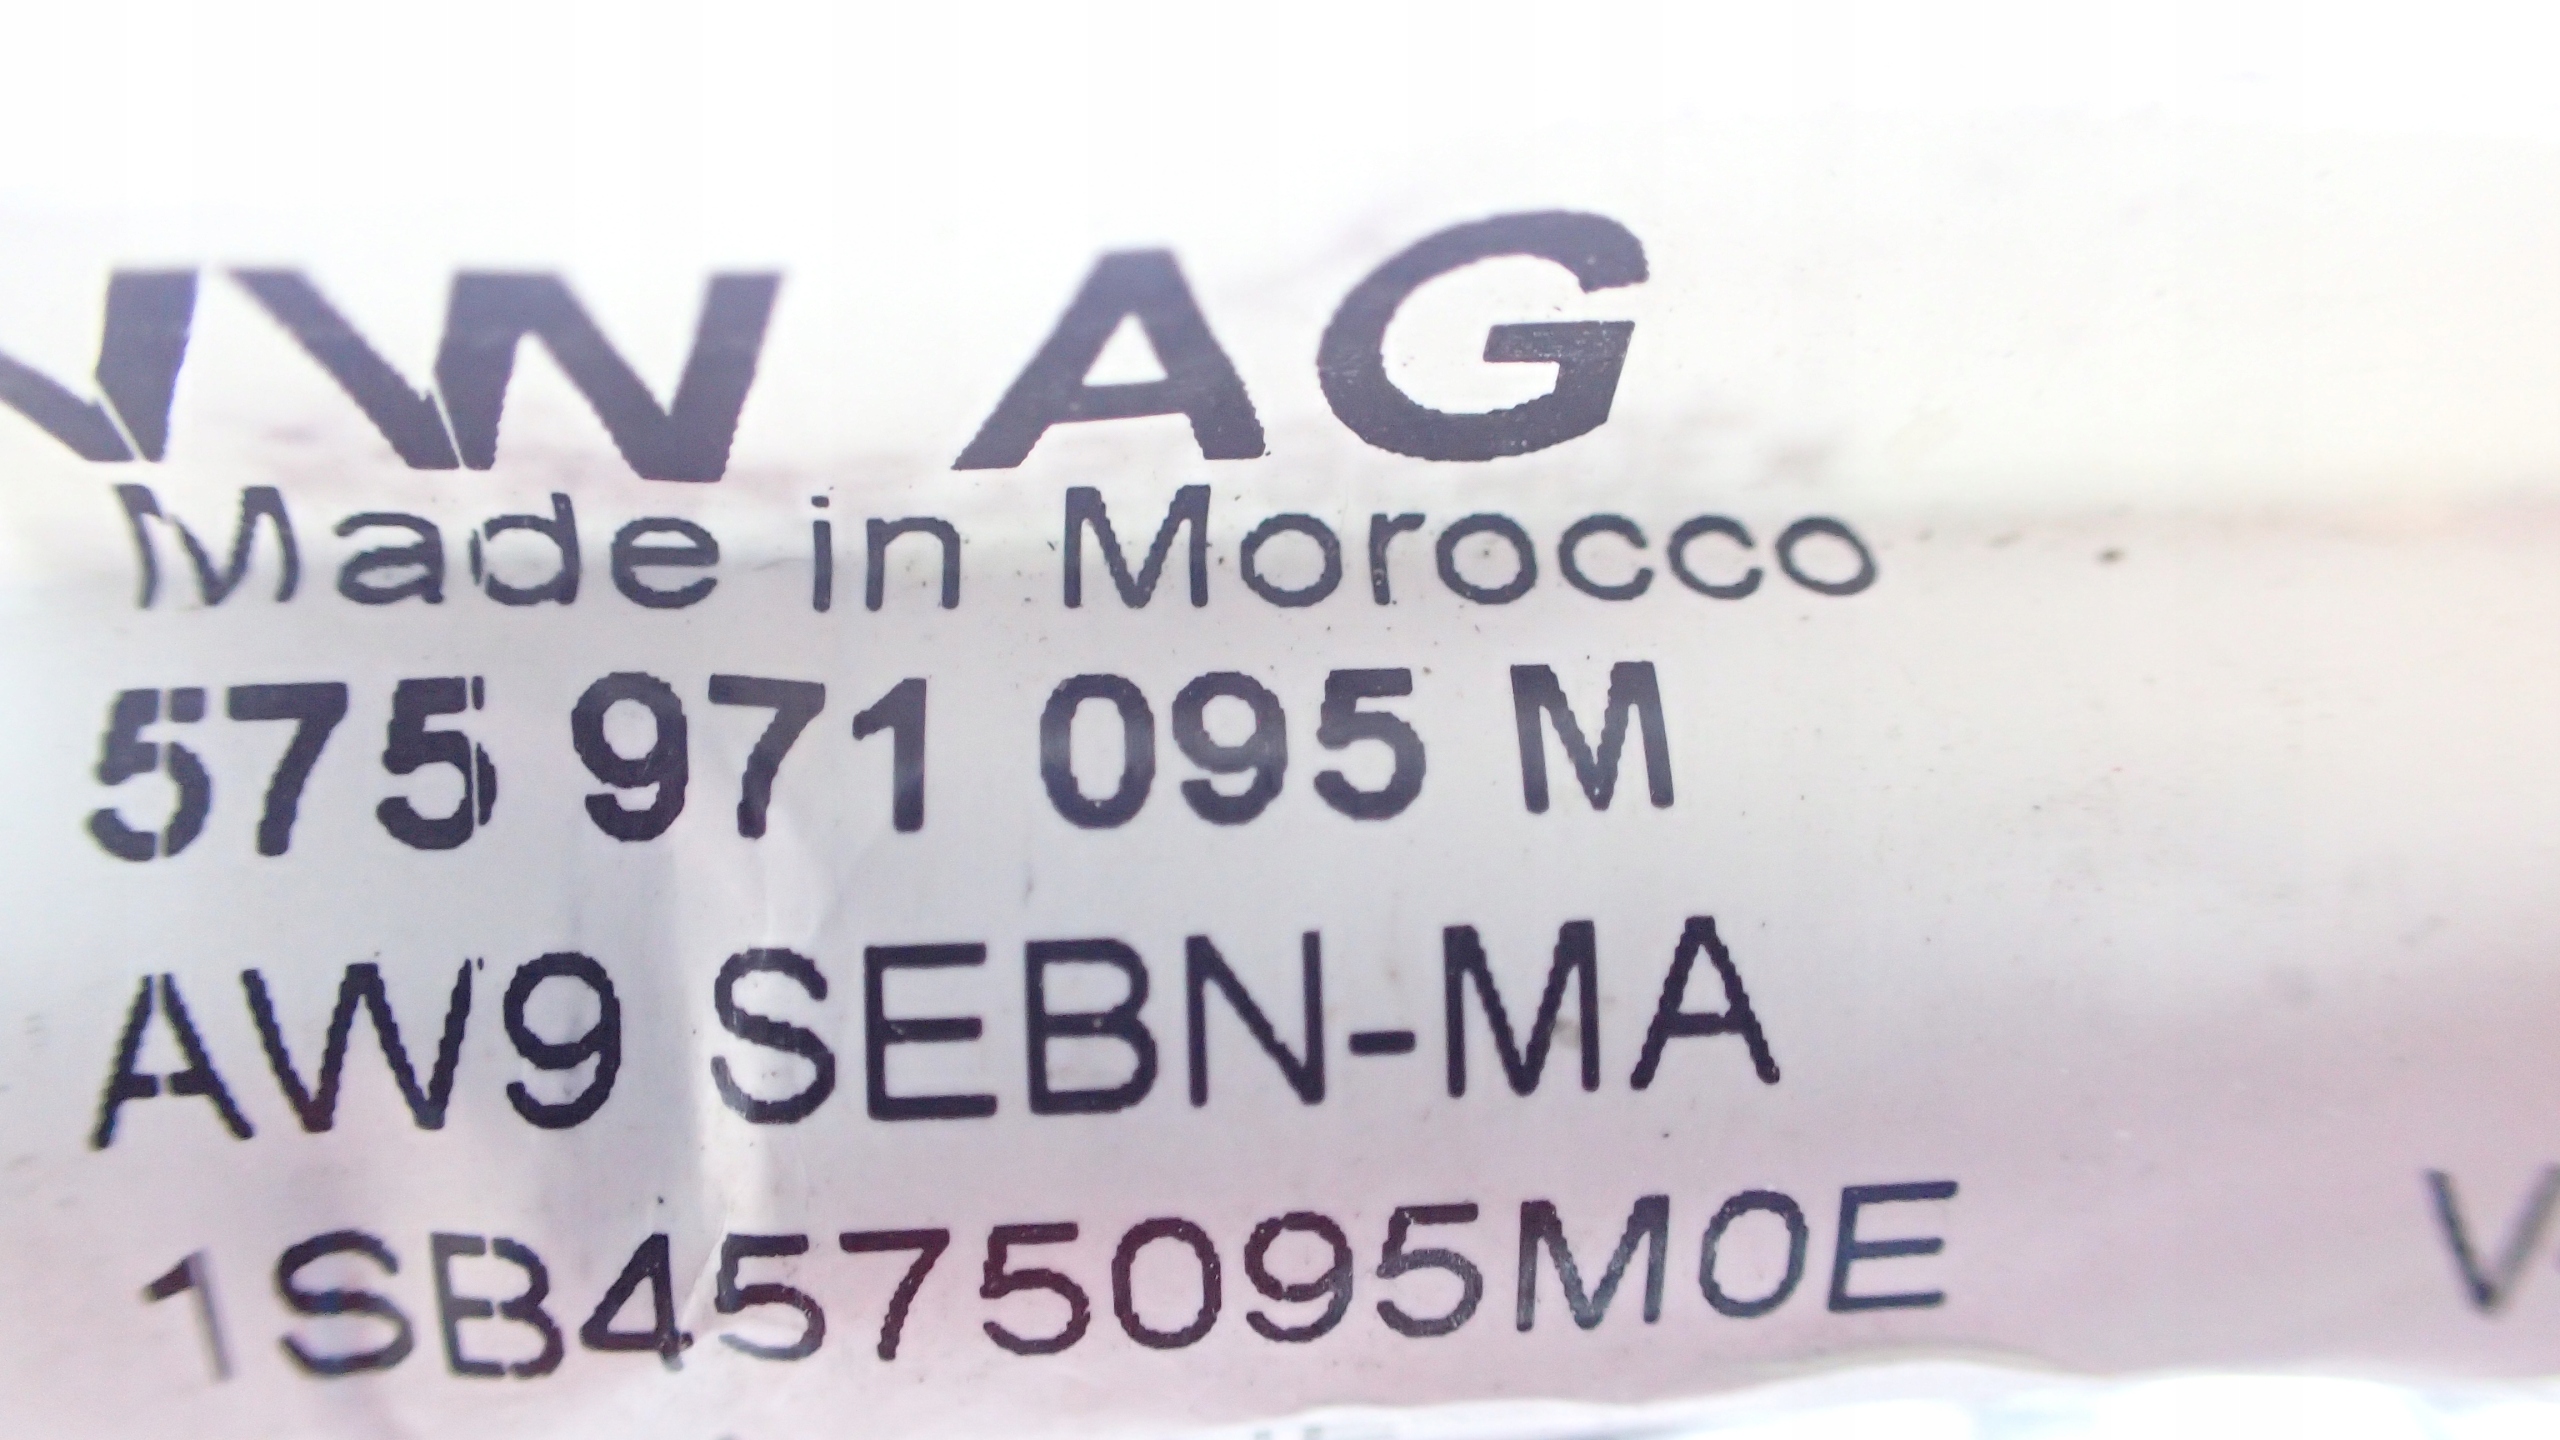 VW AG
Made in Morocco
575 971 095 M
AW9 SEBN-MA
1SB4575095M0E